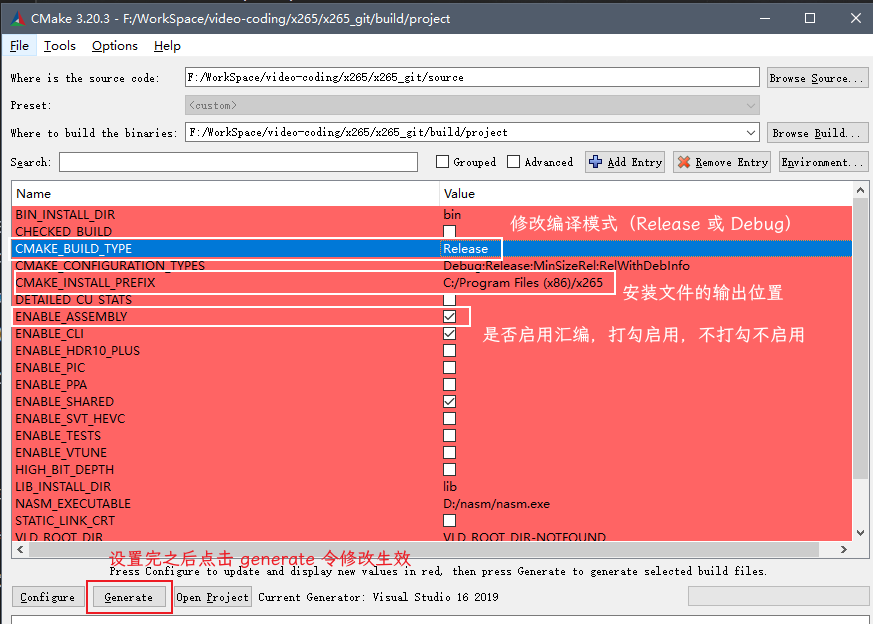 CMake 3.20.3 - F:/WorkSpace/video-coding/x265/x265_git/build/project
File Tools Options Help
Where is the source code: F:/WorkSpace/video-coding/x265/x265_git/source Browse Source...
Preset: <custom>
Where to build the binaries: F:/WorkSpace/video-coding/x265/x265_git/build/project Browse Build...
Search: Grouped Advanced Add Entry Remove Entry Environment...
Name Value
BIN_INSTALL_DIR bin
修改编译模式（Release 或 Debug）
CHECKED_BUILD
CMAKE_BUILD_TYPE Release
CMAKE_CONFIGURATION_TYPES Debug;Release;MinSizeRel;RelWithDebInfo
CMAKE_INSTALL_PREFIX C:/Program Files (x86)/x265
安装文件的输出位置
DETAILED_CU_STATS
ENABLE_ASSEMBLY
ENABLE_CLI
是否启用汇编，打勾启用，不打勾不启用
ENABLE_HDR10_PLUS
ENABLE_PIC
ENABLE_PPA
ENABLE_SHARED
ENABLE_SVT_HEVC
ENABLE_TESTS
ENABLE_VTUNE
HIGH_BIT_DEPTH
LIB_INSTALL_DIR lib
NASM_EXECUTABLE D:/nasm/nasm.exe
STATIC_LINK_CRT
VLD_ROOT_DIR VLD_ROOT_DIR-NOTFOUND
设置完之后点击 generate 令修改生效
Press Configure to update and display new values in red, then press Generate to generate selected build files.
Configure Generate Open Project Current Generator: Visual Studio 16 2019